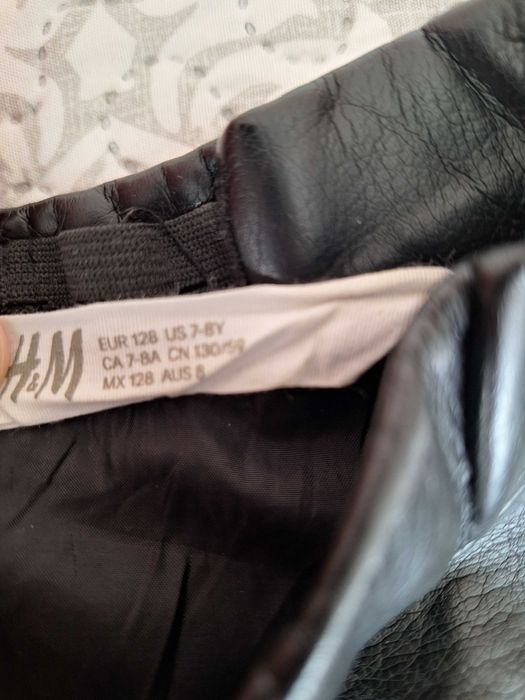 H&M
EUR 128 US 7-8Y
CA 7-8A CN 130/59
MX 128 AUS 8